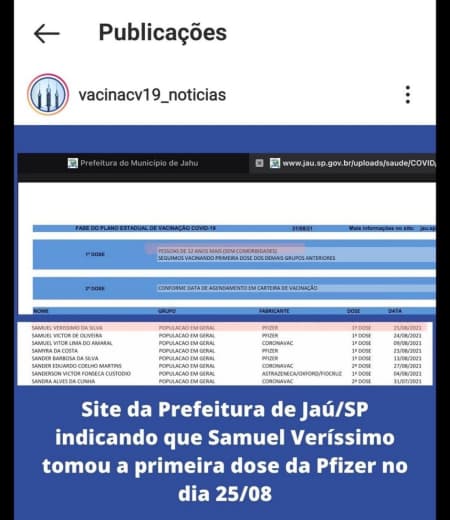 Publicações
vacinacv19_noticias
Prefeitura do Município de Jahu www.jau.sp.gov.br/uploads/saude/COVID/
FASE DO PLANO ESTADUAL DE VACINAÇÃO COVID-19 27/08/21 Mais informações no site: jau.s
1ª DOSE PESSOAS DE 12 ANOS MAIS (SEM COMORBIDADES)
SEGUIMOS VACINANDO PRIMEIRA DOSE DOS DEMAIS GRUPOS ANTERIORES
2ª DOSE CONFORME DATA DE AGENDAMENTO EM CARTEIRA DE VACINAÇÃO
NOME GRUPO FABRICANTE DOSE DATA
SAMUEL VERISSIMO DA SILVA POPULACAO EM GERAL PFIZER 1ª DOSE 25/08/2021
SAMUEL VICTOR DE OLIVEIRA POPULACAO EM GERAL PFIZER 1ª DOSE 24/08/2021
SAMUEL VITOR LIMA DO AMARAL POPULACAO EM GERAL CORONAVAC 1ª DOSE 09/08/2021
SAMYRA DA COSTA POPULACAO EM GERAL PFIZER 1ª DOSE 23/08/2021
SANDER BARBOSA DA SILVA POPULACAO EM GERAL PFIZER 1ª DOSE 13/08/2021
SANDER EDUARDO COELHO MARTINS POPULACAO EM GERAL CORONAVAC 2ª DOSE 27/08/2021
SANDERSON VICTOR FONSECA CUSTODIO POPULACAO EM GERAL ASTRAZENECA/OXFORD/FIOCRUZ 1ª DOSE 04/08/2021
SANDRA ALVES DA CUNHA POPULACAO EM GERAL CORONAVAC 2ª DOSE 31/07/2021
Site da Prefeitura de Jaú/SP
indicando que Samuel Veríssimo
tomou a primeira dose da Pfizer no
dia 25/08